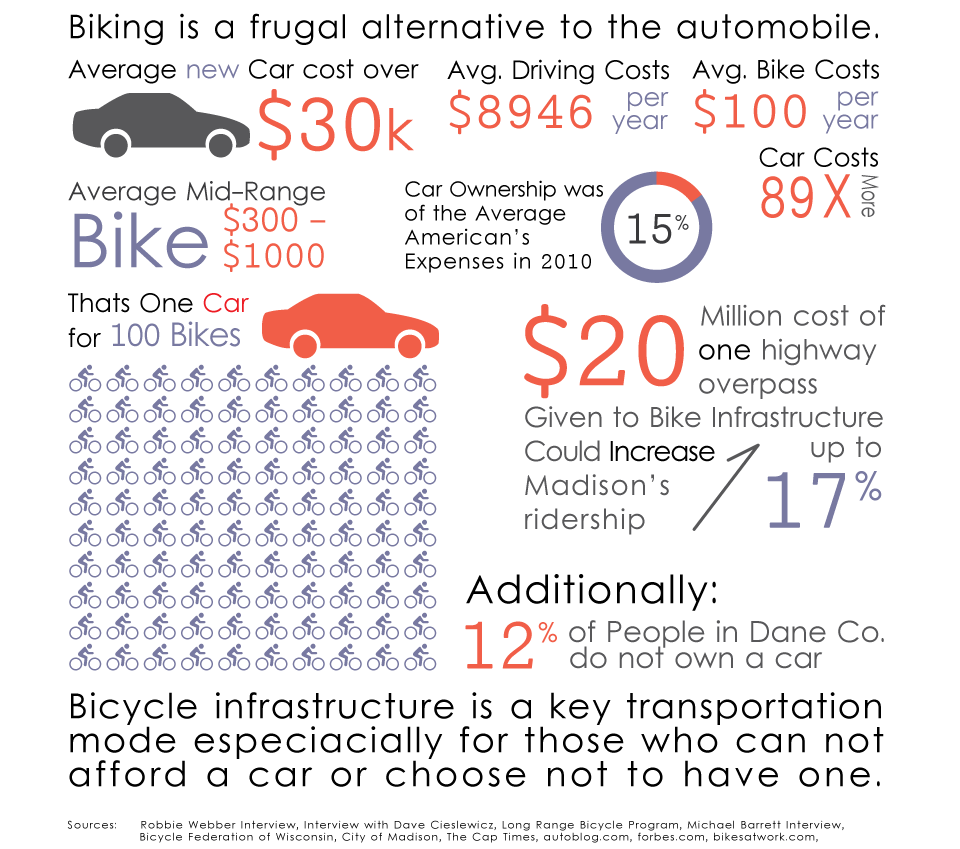 Biking is a frugal alternative to the automobile.
Average new Car cost over
$30k
Avg. Driving Costs
$8946 per year
Avg. Bike Costs
$100 per year
Car Costs
89X More
Average Mid-Range
Bike $300 – $1000
Car Ownership was
of the Average
American's
Expenses in 2010
15%
Thats One Car
for 100 Bikes
$20 Million cost of
one highway
overpass
Given to Bike Infrastructure
Could Increase up to
Madison's
ridership
17%
Additionally:
12% of People in Dane Co.
do not own a car
Bicycle infrastructure is a key transportation
mode especiacially for those who can not
afford a car or choose not to have one.
Sources: Robbie Webber Interview, Interview with Dave Cieslewicz, Long Range Bicycle Program, Michael Barrett Interview,
Bicycle Federation of Wisconsin, City of Madison, The Cap Times, autoblog.com, forbes.com, bikesatwork.com,